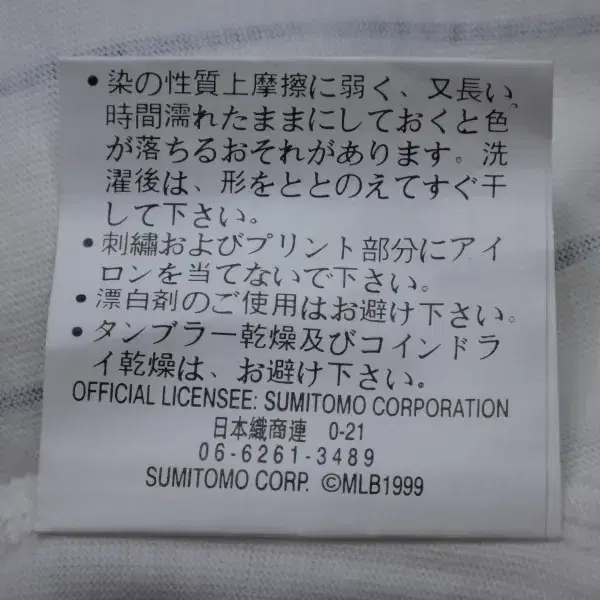 • 染の性質上摩擦に弱く、又長い
時間濡れたままにしておくと色
が落ちるおそれがあります。洗
濯後は、形をととのえてすぐ干
して下さい。
• 刺繡およびプリント部分にアイ
ロンを当てないで下さい。
• 漂白剤のご使用はお避け下さい。
• タンブラー乾燥及びコインドラ
イ乾燥は、お避け下さい。
OFFICIAL LICENSEE: SUMITOMO CORPORATION
日本織商連 0-21
06-6261-3489
SUMITOMO CORP. ©MLB1999